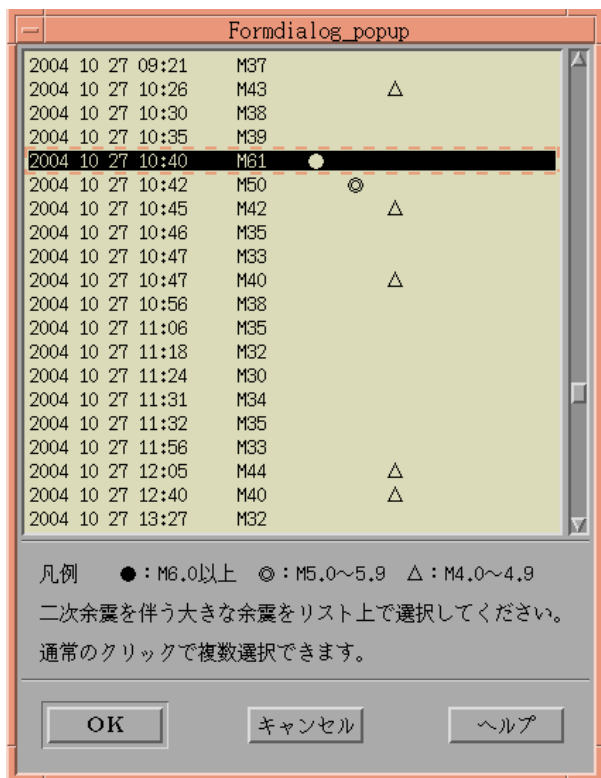 Formdialog_popup
2004 10 27 09:21 M37
2004 10 27 10:26 M43 △
2004 10 27 10:30 M38
2004 10 27 10:35 M39
2004 10 27 10:40 M61 ●
2004 10 27 10:42 M50 ◎
2004 10 27 10:45 M42 △
2004 10 27 10:46 M35
2004 10 27 10:47 M33
2004 10 27 10:47 M40 △
2004 10 27 10:56 M38
2004 10 27 11:06 M35
2004 10 27 11:18 M32
2004 10 27 11:24 M30
2004 10 27 11:31 M34
2004 10 27 11:32 M35
2004 10 27 11:56 M33
2004 10 27 12:05 M44 △
2004 10 27 12:40 M40 △
2004 10 27 13:27 M32
凡例 ●：M6.0以上 ◎：M5.0～5.9 △：M4.0～4.9
二次余震を伴う大きな余震をリスト上で選択してください。
通常のクリックで複数選択できます。
OK キャンセル ヘルプ